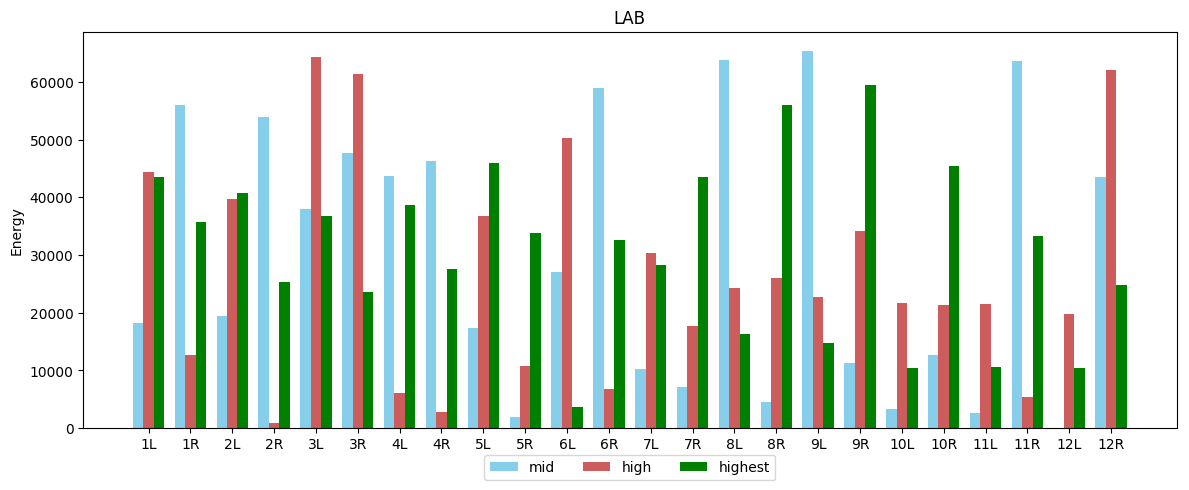 LAB
Energy
60000
50000
40000
30000
20000
10000
0
1L 1R 2L 2R 3L 3R 4L 4R 5L 5R 6L 6R 7L 7R 8L 8R 9L 9R 10L 10R 11L 11R 12L 12R
mid high highest